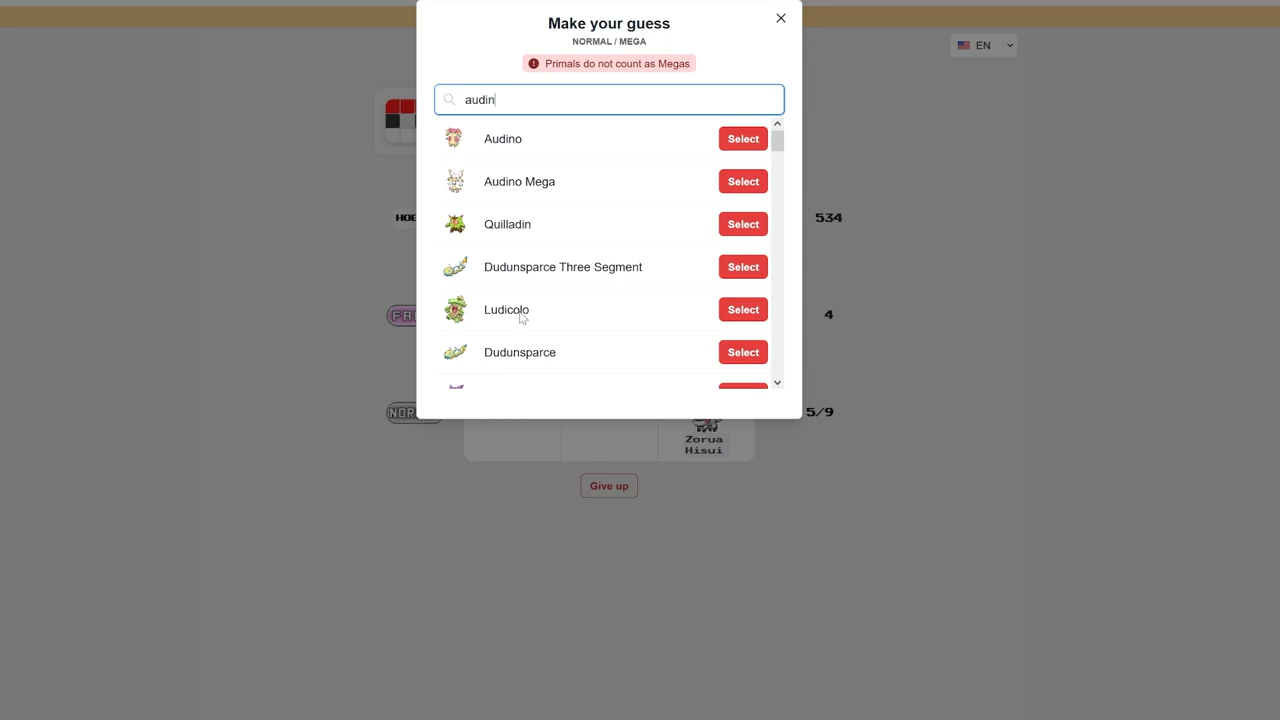 Make your guess
NORMAL / MEGA
Primals do not count as Megas
EN
audin
Audino Select
Audino Mega Select
Quilladin Select
Dudunsparce Three Segment Select
Ludicolo Select
Dudunsparce Select
534
4
5/9
Zorua
Hisui
Give up